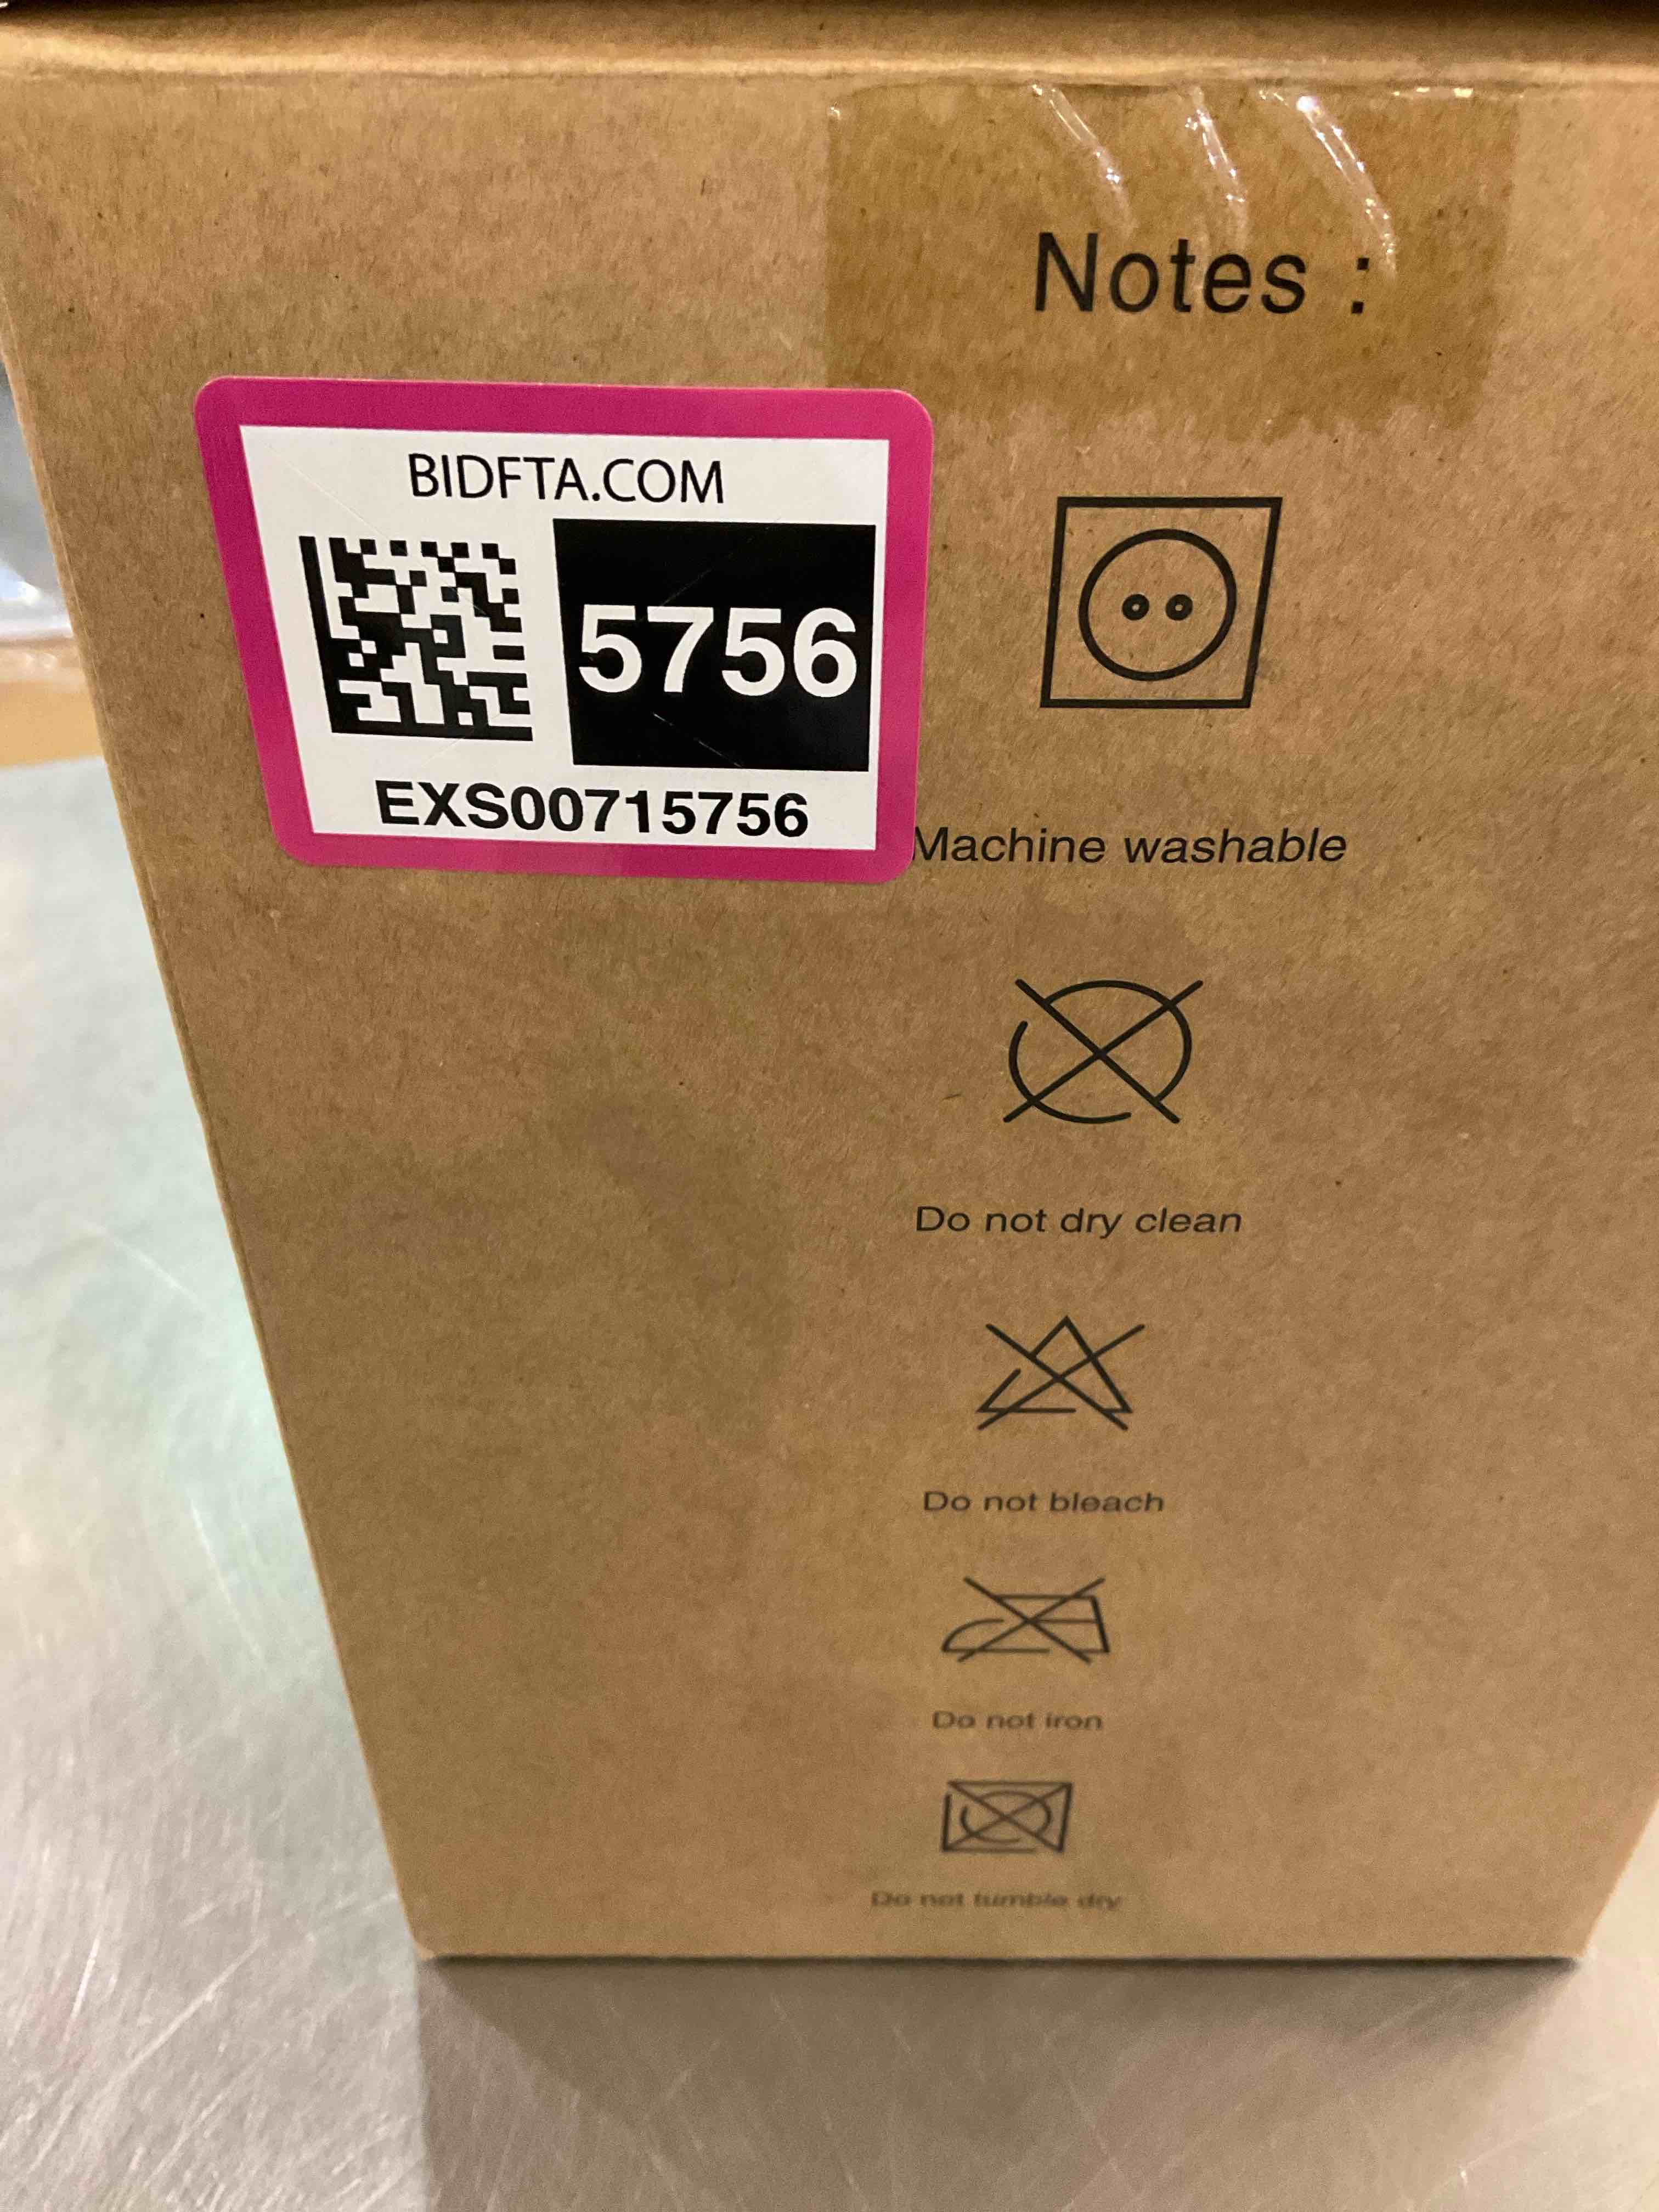 Notes :
BIDFTA.COM
5756
EXS00715756
Machine washable
Do not dry clean
Do not bleach
Do not iron
Do not tumble dry